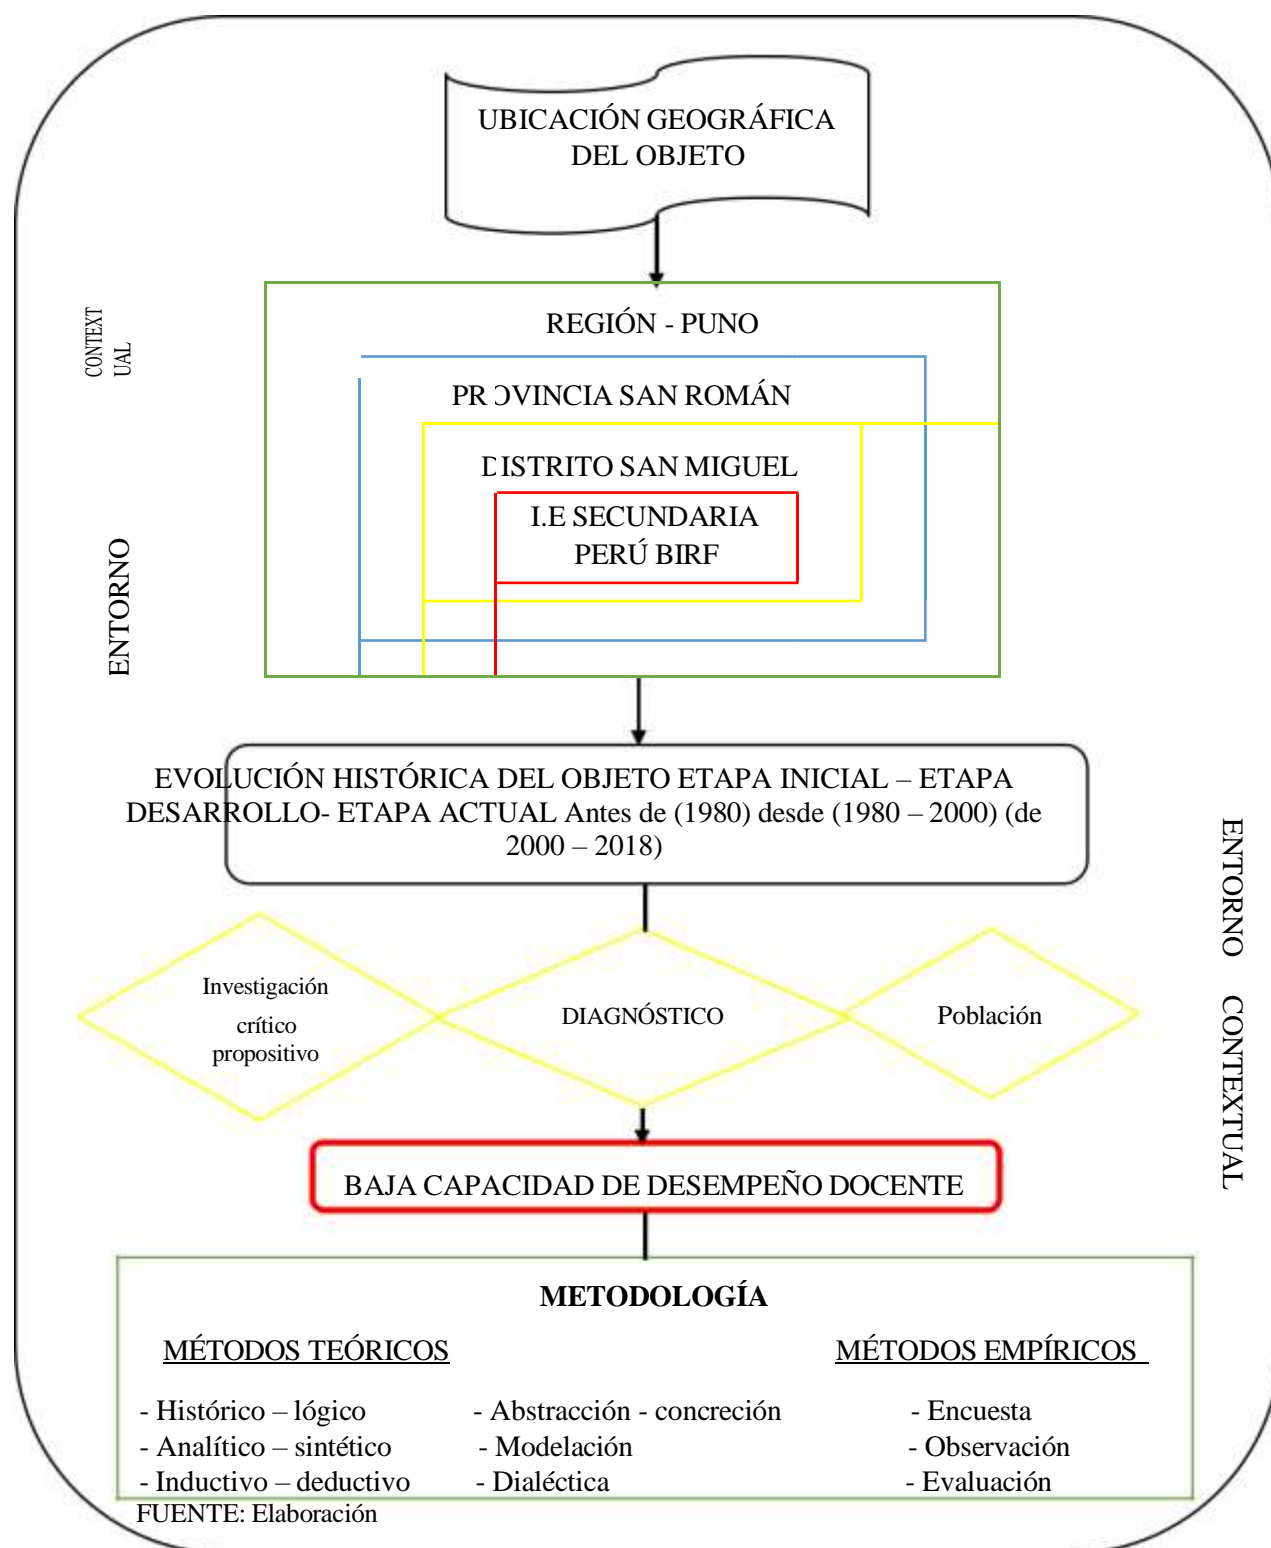 UBICACIÓN GEOGRÁFICA
DEL OBJETO
REGIÓN - PUNO
CONTEXT
UAL
PROVINCIA SAN ROMÁN
DISTRITO SAN MIGUEL
I.E SECUNDARIA
PERÚ BIRF
ENTORNO
EVOLUCIÓN HISTÓRICA DEL OBJETO ETAPA INICIAL – ETAPA
DESARROLLO- ETAPA ACTUAL Antes de (1980) desde (1980 – 2000) (de
2000 – 2018)
ENTORNO CONTEXTUAL
Investigación
crítico
propositivo
DIAGNÓSTICO
Población
BAJA CAPACIDAD DE DESEMPEÑO DOCENTE
METODOLOGÍA
MÉTODOS TEÓRICOS MÉTODOS EMPÍRICOS
- Histórico – lógico - Abstracción - concreción - Encuesta
- Analítico – sintético - Modelación - Observación
- Inductivo – deductivo - Dialéctica - Evaluación
FUENTE: Elaboración